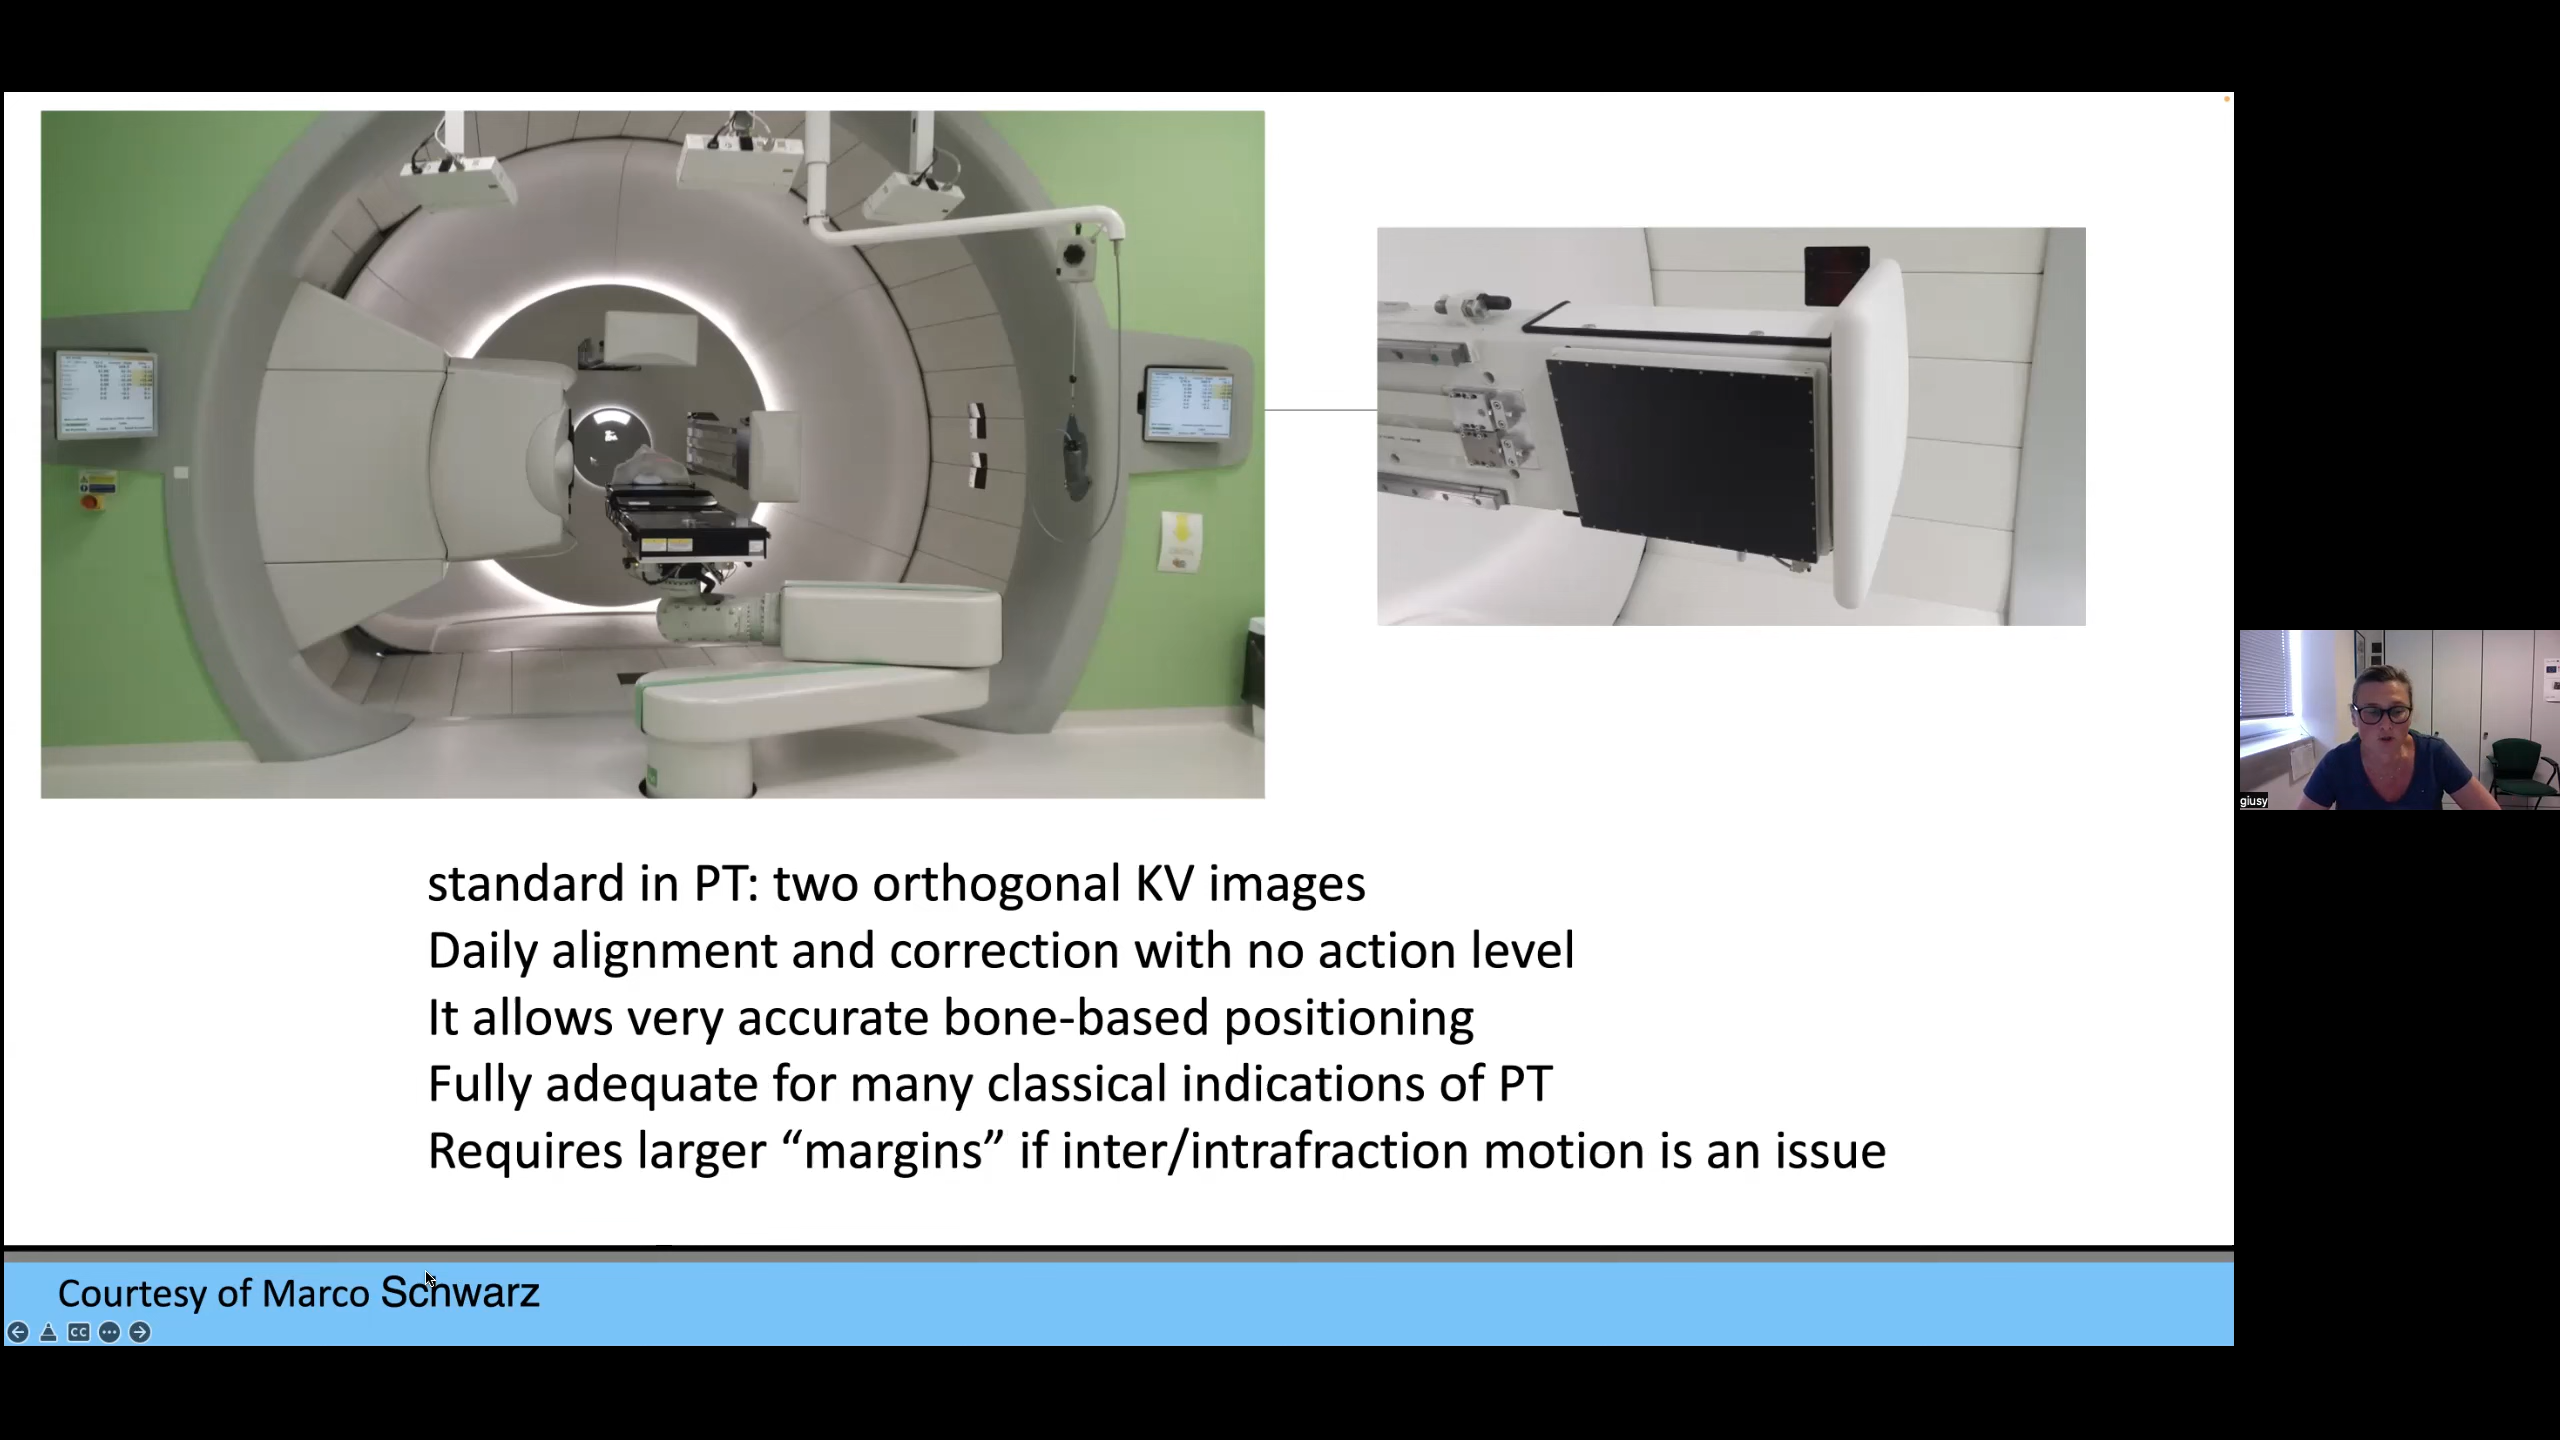 standard in PT: two orthogonal KV images
Daily alignment and correction with no action level
It allows very accurate bone-based positioning
Fully adequate for many classical indications of PT
Requires larger “margins” if inter/intrafraction motion is an issue
Courtesy of Marco Schwarz
CC
giusy